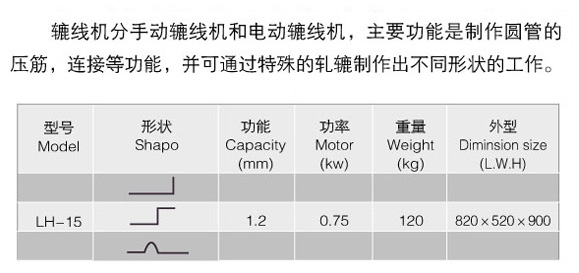 辘线机分手动辘线机和电动辘线机，主要功能是制作圆管的
压筋，连接等功能，并可通过特殊的轧辘制作出不同形状的工作。
型号 形状 功能 功率 重量 外型
Model Shapo Capacity Motor Weight Diminsion size
(mm) (kw) (kg) (L.W.H)
LH-15 1.2 0.75 120 820×520×900